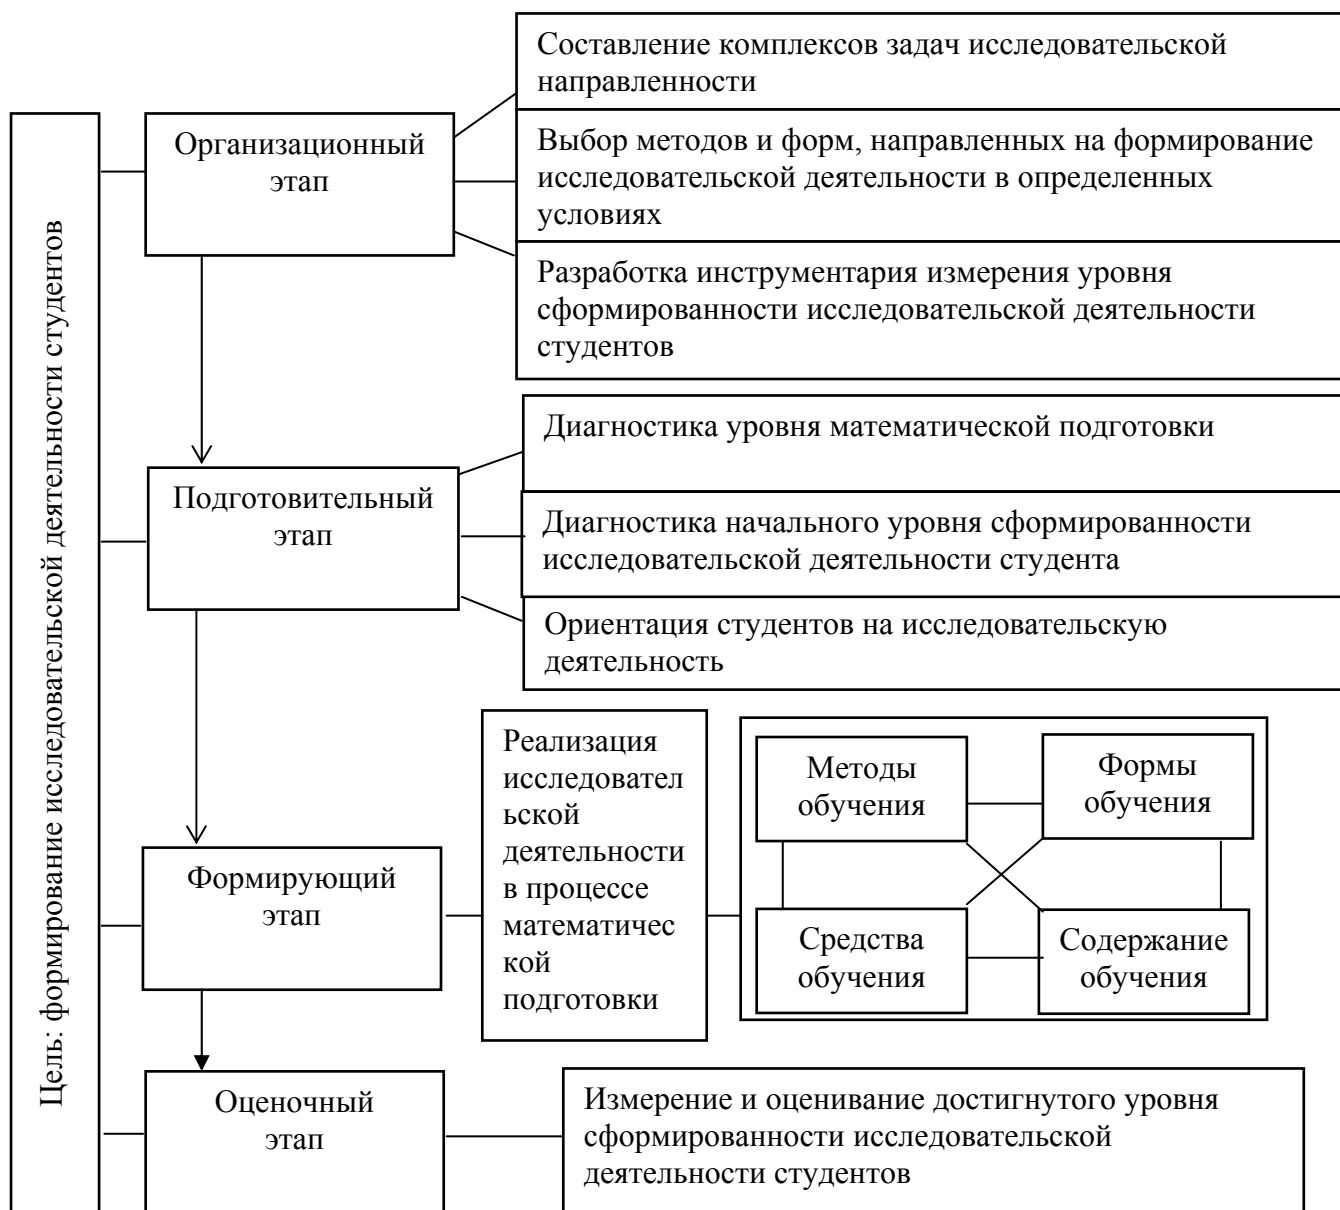 Цель: формирование исследовательской деятельности студентов
Организационный
этап
Составление комплексов задач исследовательской
направленности
Выбор методов и форм, направленных на формирование
исследовательской деятельности в определенных
условиях
Разработка инструментария измерения уровня
сформированности исследовательской деятельности
студентов
Подготовительный
этап
Диагностика уровня математической подготовки
Диагностика начального уровня сформированности
исследовательской деятельности студента
Ориентация студентов на исследовательскую
деятельность
Формирующий
этап
Реализация
исследовател
ьской
деятельности
в процессе
математичес
кой
подготовки
Методы
обучения
Формы
обучения
Средства
обучения
Содержание
обучения
Оценочный
этап
Измерение и оценивание достигнутого уровня
сформированности исследовательской
деятельности студентов